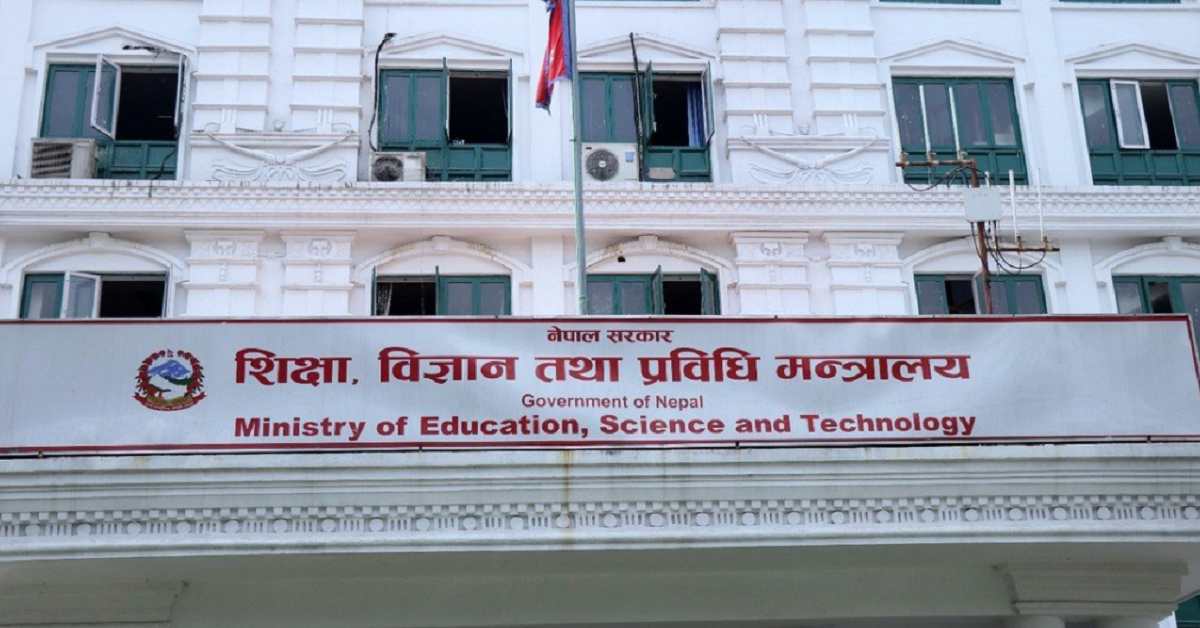 नेपाल सरकार
शिक्षा, विज्ञान तथा प्रविधि मन्त्रालय
Government of Nepal
Ministry of Education, Science and Technology